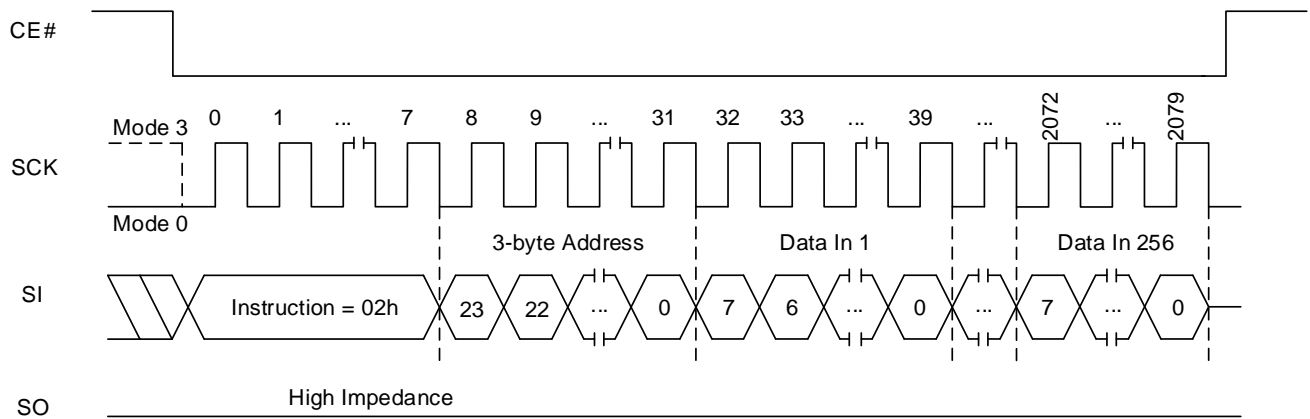 CE#
0 1 ... 7 8 9 ... 31 32 33 ... 39 ... 2072 ... 2079
Mode 3
SCK
Mode 0
3-byte Address Data In 1 Data In 256
SI
Instruction = 02h 23 22 ... 0 7 6 ... 0 ... 7 ... 0
High Impedance
SO